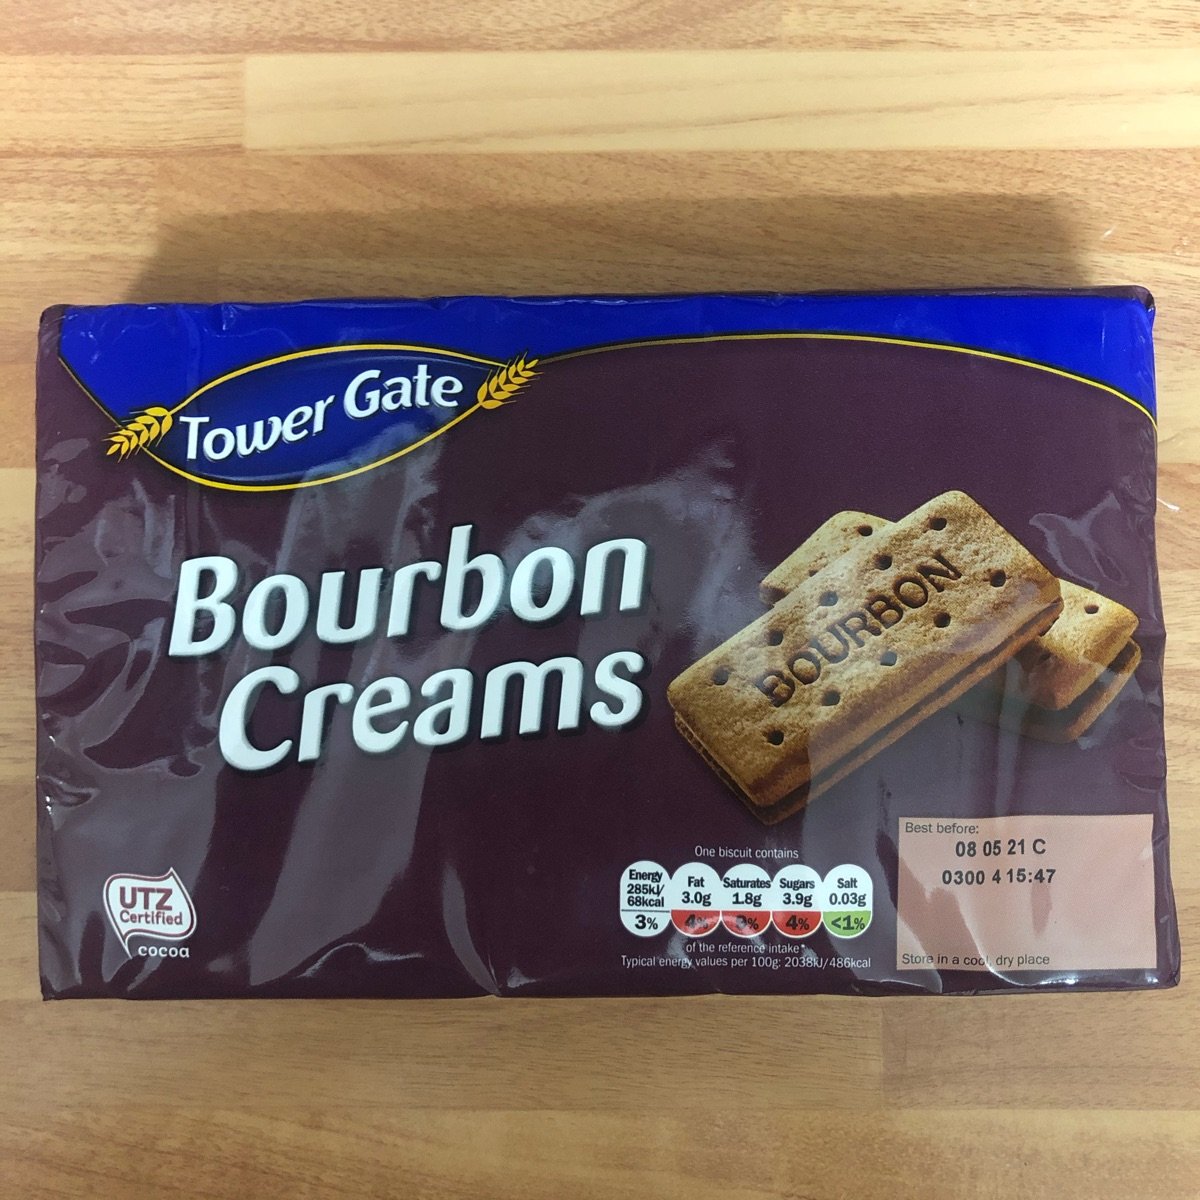 Tower Gate
Bourbon
Creams
BOURBON
UTZ
Certified
cocoa
One biscuit contains
Energy
285kJ/
68kcal
3%
Fat
3.0g
4%
Saturates
1.8g
Sugars
3.9g
4%
Salt
0.03g
<1%
of the reference intake*
Typical energy values per 100g: 2038kJ/486kcal
Best before:
08 05 21 C
0300 4 15:47
Store in a cool, dry place